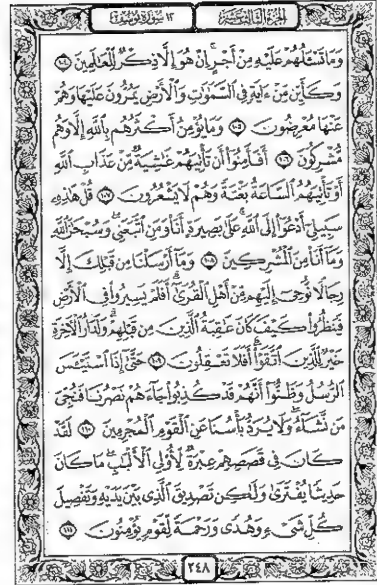 الجزء الثالث عشر ١٢ سورة يوسف
وَمَا تَسْـَٔلُهُمْ عَلَيْهِ مِنْ أَجْرٍ إِنْ هُوَ إِلَّا ذِكْرٌ لِّلْعَٰلَمِينَ ١٠٤
وَكَأَيِّن مِّنْ ءَايَةٍ فِي ٱلسَّمَٰوَٰتِ وَٱلْأَرْضِ يَمُرُّونَ عَلَيْهَا وَهُمْ
عَنْهَا مُعْرِضُونَ ١٠٥ وَمَا يُؤْمِنُ أَكْثَرُهُم بِٱللَّهِ إِلَّا وَهُم
مُّشْرِكُونَ ١٠٦ أَفَأَمِنُوٓا۟ أَن تَأْتِيَهُمْ غَٰشِيَةٌ مِّنْ عَذَابِ ٱللَّهِ
أَوْ تَأْتِيَهُمُ ٱلسَّاعَةُ بَغْتَةً وَهُمْ لَا يَشْعُرُونَ ١٠٧ قُلْ هَٰذِهِۦ
سَبِيلِيٓ أَدْعُوٓا۟ إِلَى ٱللَّهِ عَلَىٰ بَصِيرَةٍ أَنَا۠ وَمَنِ ٱتَّبَعَنِي وَسُبْحَٰنَ ٱللَّهِ
وَمَآ أَنَا۠ مِنَ ٱلْمُشْرِكِينَ ١٠٨ وَمَآ أَرْسَلْنَا مِن قَبْلِكَ إِلَّا
رِجَالًا نُّوحِيٓ إِلَيْهِم مِّنْ أَهْلِ ٱلْقُرَىٰٓ أَفَلَمْ يَسِيرُوا۟ فِي ٱلْأَرْضِ
فَيَنظُرُوا۟ كَيْفَ كَانَ عَٰقِبَةُ ٱلَّذِينَ مِن قَبْلِهِمْ وَلَدَارُ ٱلْـَٔاخِرَةِ
خَيْرٌ لِّلَّذِينَ ٱتَّقَوْا۟ أَفَلَا تَعْقِلُونَ ١٠٩ حَتَّىٰٓ إِذَا ٱسْتَيْـَٔسَ
ٱلرُّسُلُ وَظَنُّوٓا۟ أَنَّهُمْ قَدْ كُذِبُوا۟ جَآءَهُمْ نَصْرُنَا فَنُجِّيَ
مَن نَّشَآءُ وَلَا يُرَدُّ بَأْسُنَا عَنِ ٱلْقَوْمِ ٱلْمُجْرِمِينَ ١١٠ لَقَدْ
كَانَ فِي قَصَصِهِمْ عِبْرَةٌ لِّأُو۟لِي ٱلْأَلْبَٰبِ مَا كَانَ
حَدِيثًا يُفْتَرَىٰ وَلَٰكِن تَصْدِيقَ ٱلَّذِي بَيْنَ يَدَيْهِ وَتَفْصِيلَ
كُلِّ شَيْءٍ وَهُدًى وَرَحْمَةً لِّقَوْمٍ يُؤْمِنُونَ ١١١
٢٤٨